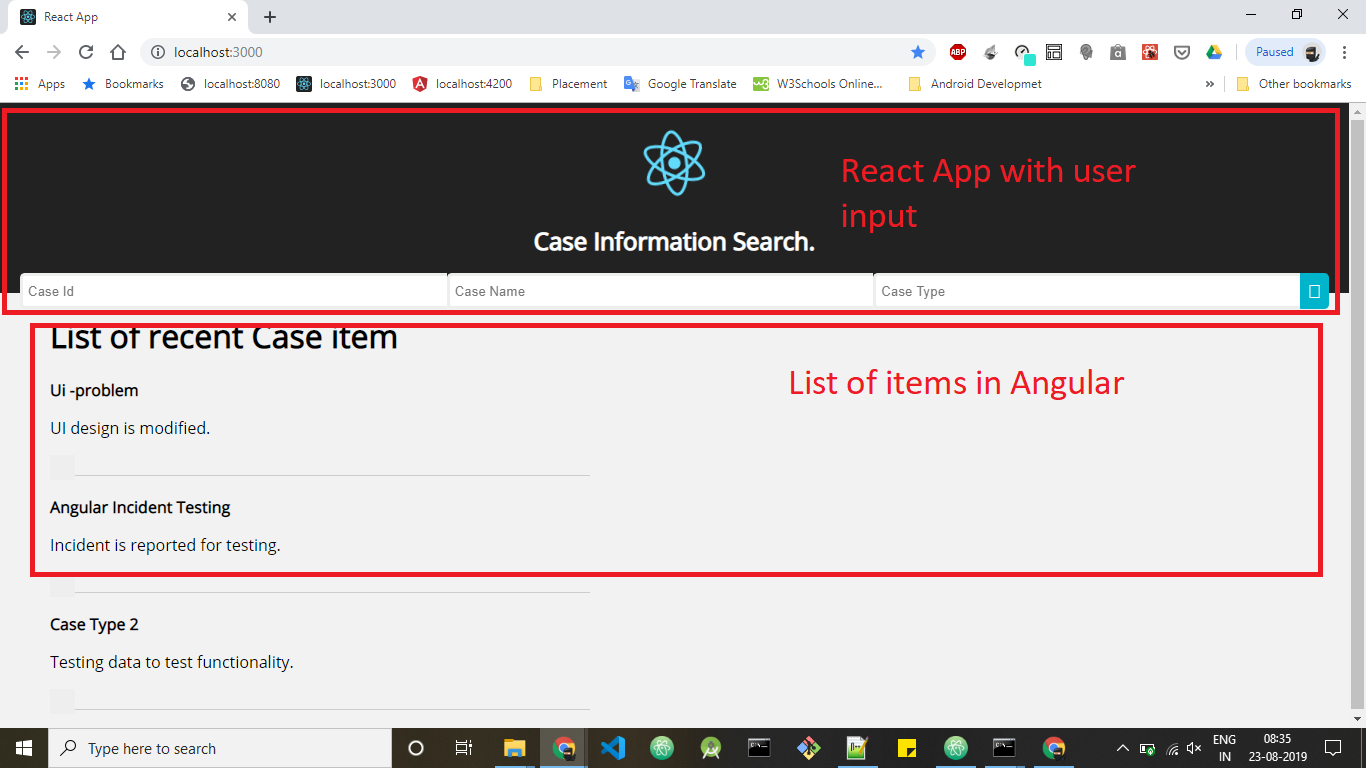 React App
localhost:3000
ABP
Paused
Apps
Bookmarks
localhost:8080
localhost:3000
localhost:4200
Placement
Google Translate
W3Schools Online...
Android Developmet
»
Other bookmarks
React App with user
input
Case Information Search.
Case Id
Case Name
Case Type
List of recent Case item
List of items in Angular
Ui -problem
UI design is modified.
Angular Incident Testing
Incident is reported for testing.
Case Type 2
Testing data to test functionality.
Type here to search
ENG
IN
08:35
23-08-2019